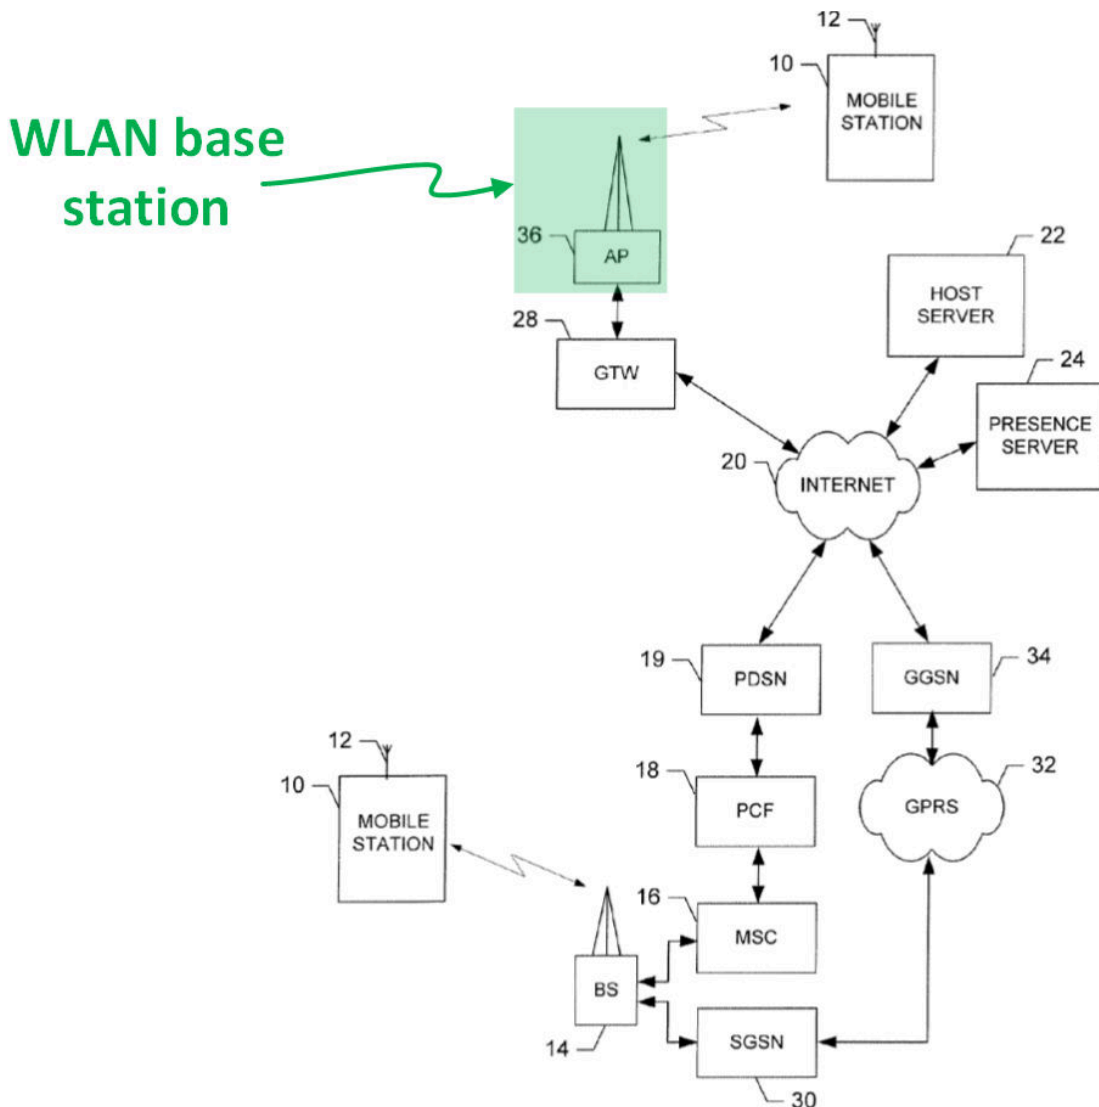 12
10
MOBILE
STATION
WLAN base
station
36
AP
22
HOST
SERVER
28
GTW
24
PRESENCE
SERVER
20
INTERNET
19
PDSN
34
GGSN
12
10
MOBILE
STATION
18
PCF
32
GPRS
16
MSC
BS
14
SGSN
30